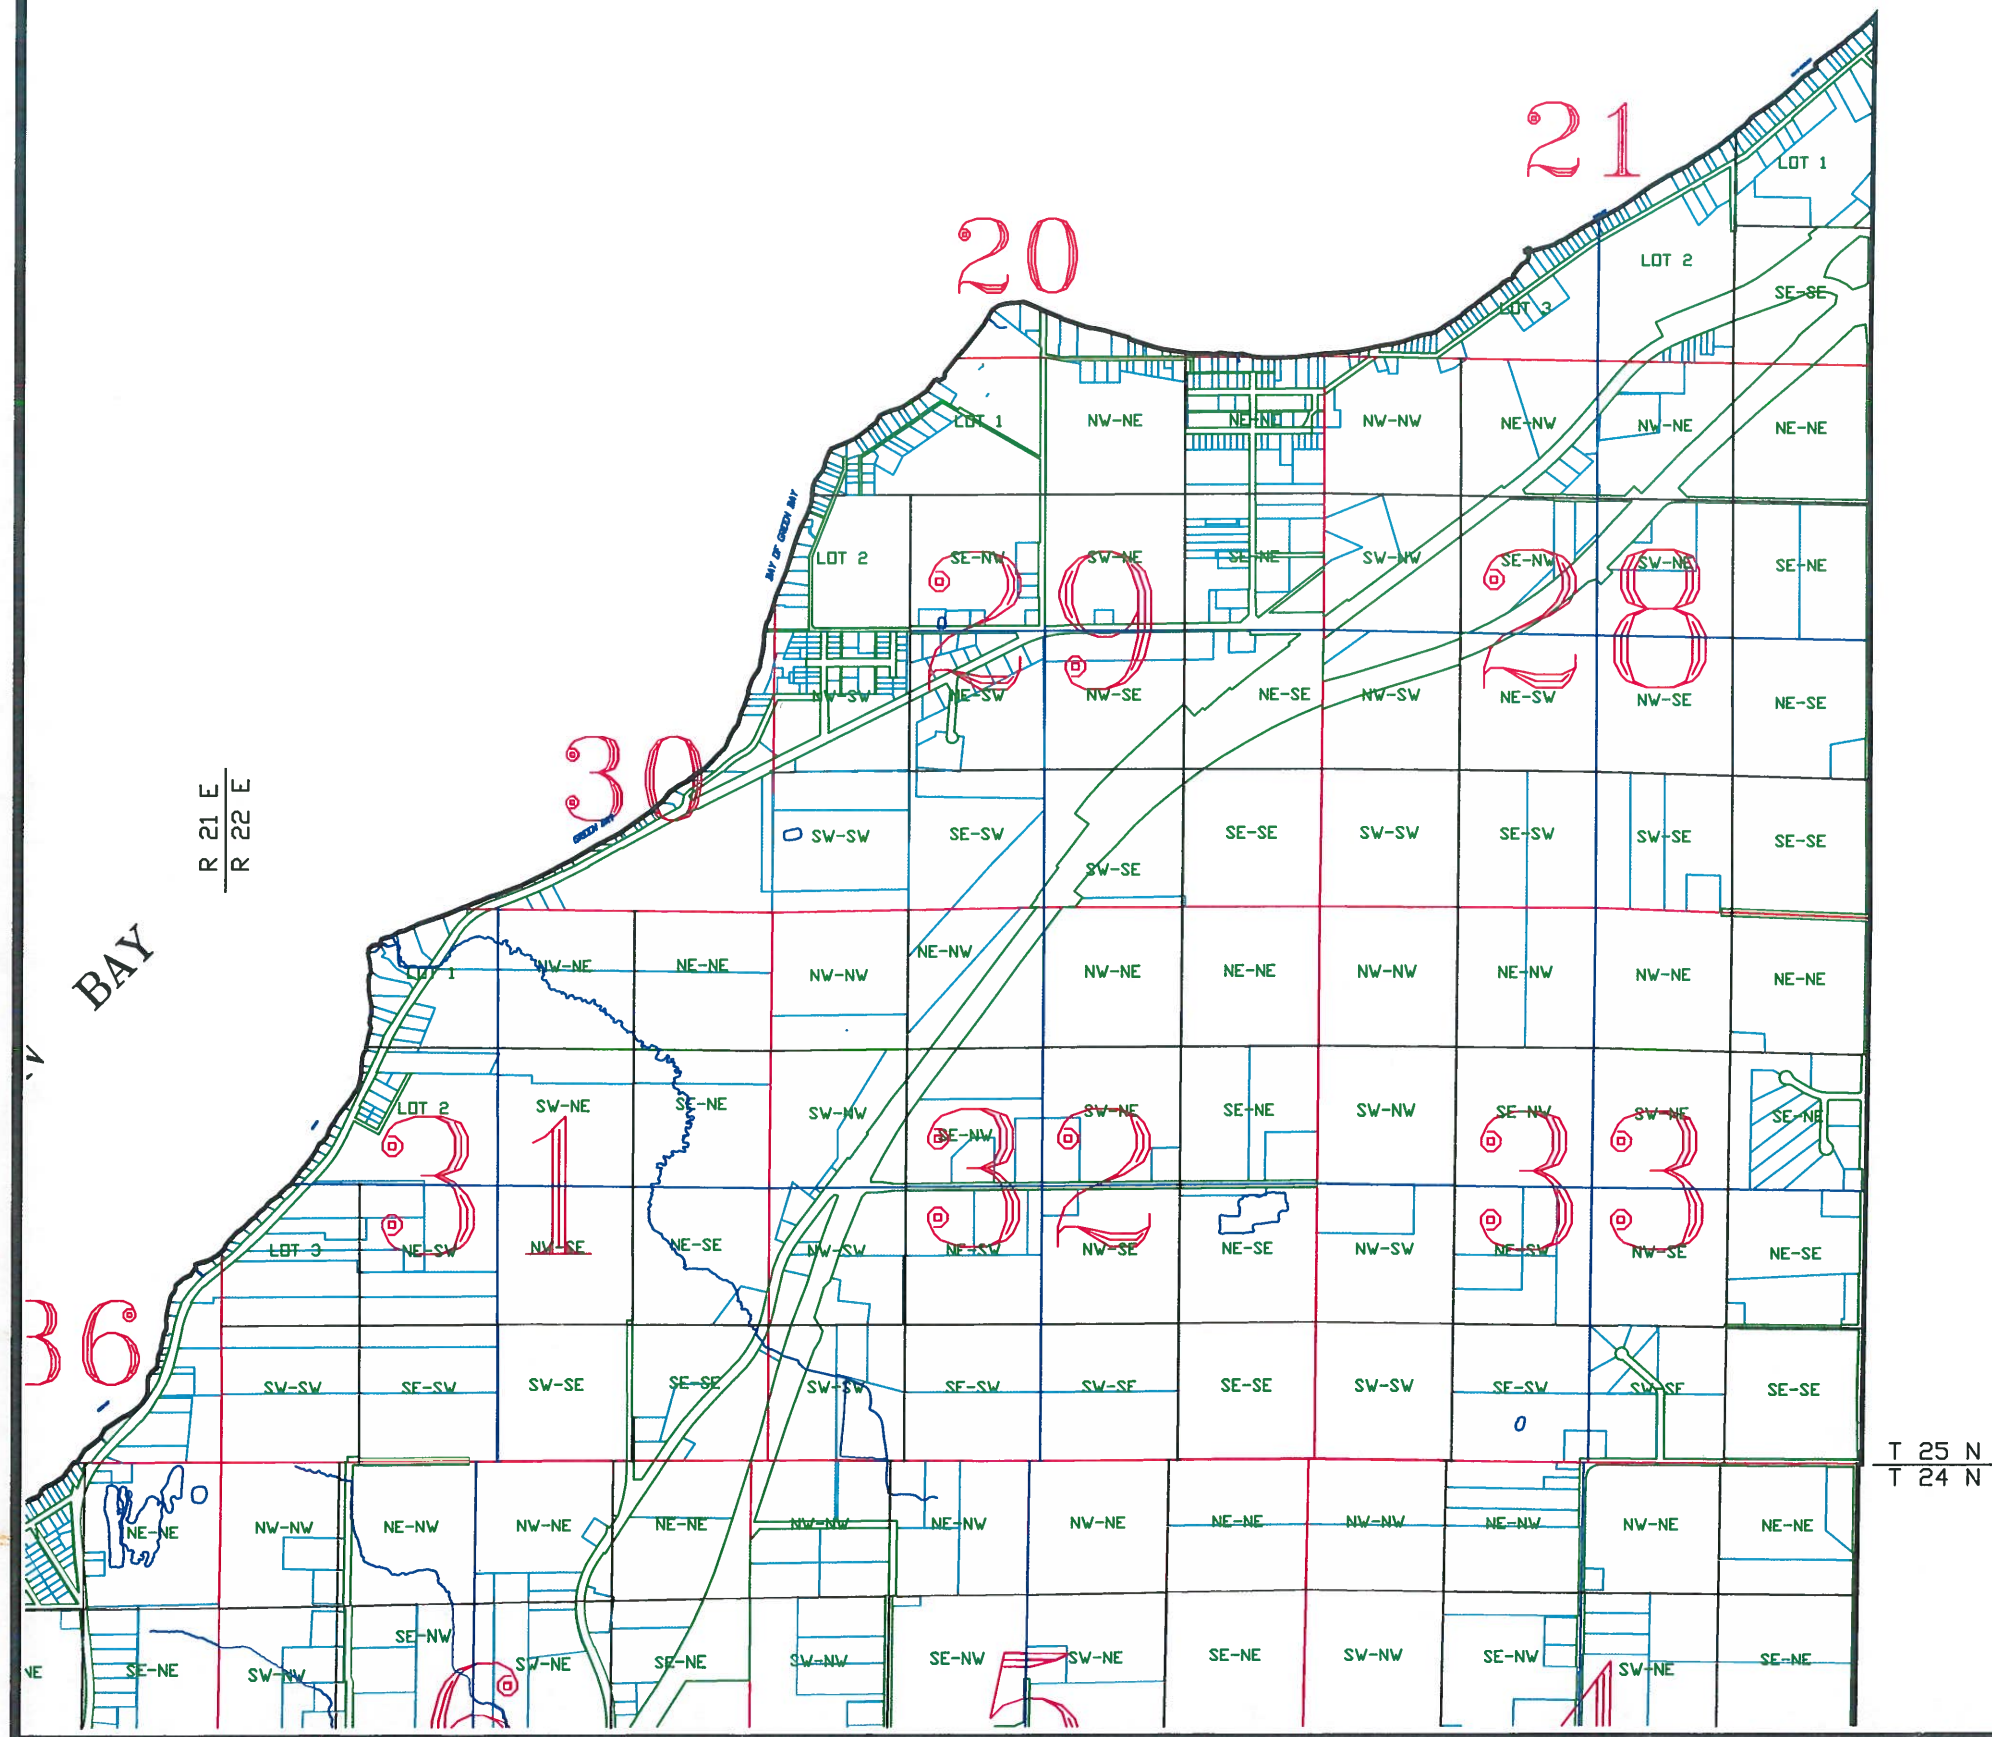 21
LOT 1
20
LOT 2
SE-SE
LOT 3
LOT 1
NW-NE
NE-NE
NW-NW
NE-NW
NW-NE
NE-NE
BAY OF GREEN BAY
LOT 2
SE-NW
SW-NE
SE-NE
SW-NW
SE-NW
SW-NE
SE-NE
29
28
NW-SW
NE-SW
NW-SE
NE-SE
NW-SW
NE-SW
NW-SE
NE-SE
30
R 21 E
R 22 E
GREEN BAY
SW-SW
SE-SW
SW-SE
SE-SE
SW-SW
SE-SW
SW-SE
SE-SE
BAY
LOT 1
NW-NE
NE-NE
NW-NW
NE-NW
NW-NE
NE-NE
NW-NW
NE-NW
NW-NE
NE-NE
LOT 2
SW-NE
SE-NE
SW-NW
SE-NW
SW-NE
SE-NE
SW-NW
SE-NW
SW-NE
SE-NE
31
32
33
LOT 3
NE-SW
NW-SE
NE-SE
NW-SW
NE-SW
NW-SE
NE-SE
NW-SW
NE-SW
NW-SE
NE-SE
36
SW-SW
SE-SW
SW-SE
SE-SE
SW-SW
SE-SW
SW-SE
SE-SE
SW-SW
SE-SW
SW-SE
SE-SE
T 25 N
T 24 N
NE-NE
NW-NW
NE-NW
NW-NE
NE-NE
NW-NW
NE-NW
NW-NE
NE-NE
NW-NW
NE-NW
NW-NE
NE-NE
NE
SE-NE
SW-NW
SE-NW
SW-NE
SE-NE
SW-NW
SE-NW
SW-NE
SE-NE
SW-NW
SE-NW
SW-NE
SE-NE
6
5
4